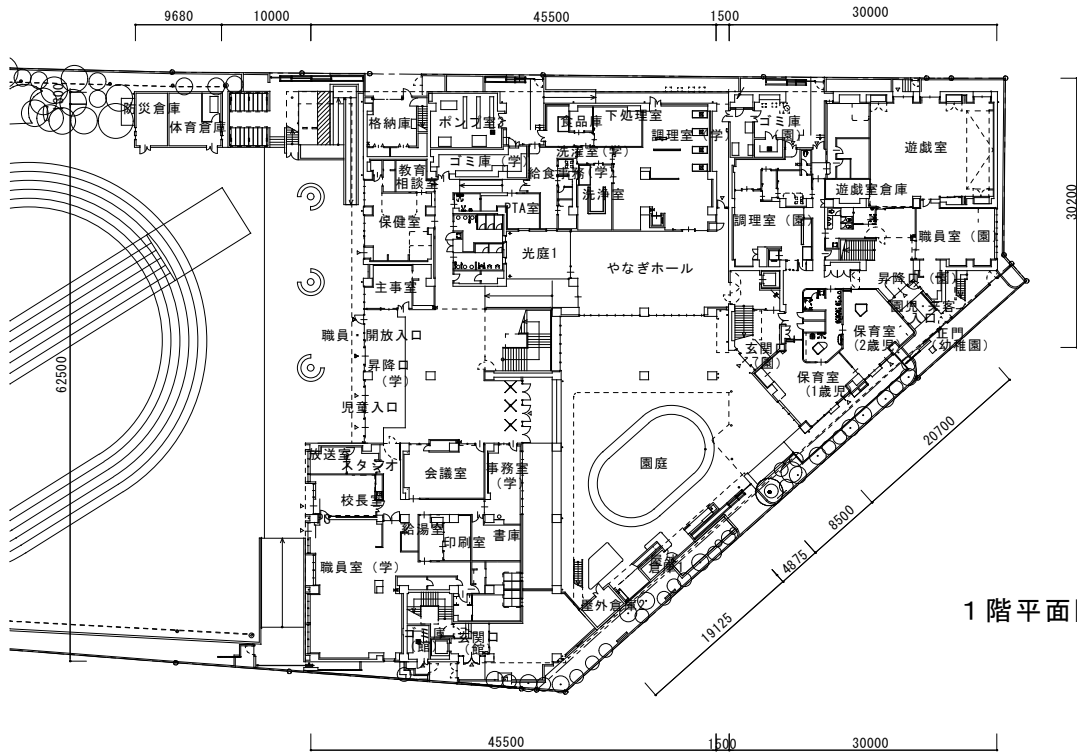 9680
10000
45500
1500
30000
防災倉庫
体育倉庫
格納庫
ポンプ室
食品庫
下処理室
調理室(学)
ゴミ庫
(園)
遊戯室
ゴミ庫(学)
洗濯室(学)
給食事務(学)
教育
相談室
洗浄室
遊戯室倉庫
PTA室
保健室
調理室(園)
職員室(園)
光庭1
やなぎホール
主事室
昇降口(園)
園児・来客
入口
30200
職員・開放入口
保育室
(2歳児)
正門
(幼稚園)
玄関
(園)
昇降口
(学)
保育室
(1歳児
62500
児童入口
20700
放送室
スタジオ
会議室
事務室
(学)
園庭
校長室
8500
給湯室
印刷室
書庫
4875
職員室(学)
倉庫
屋外倉庫2
19125
玄関
(館)
1階平面
45500
1500
30000